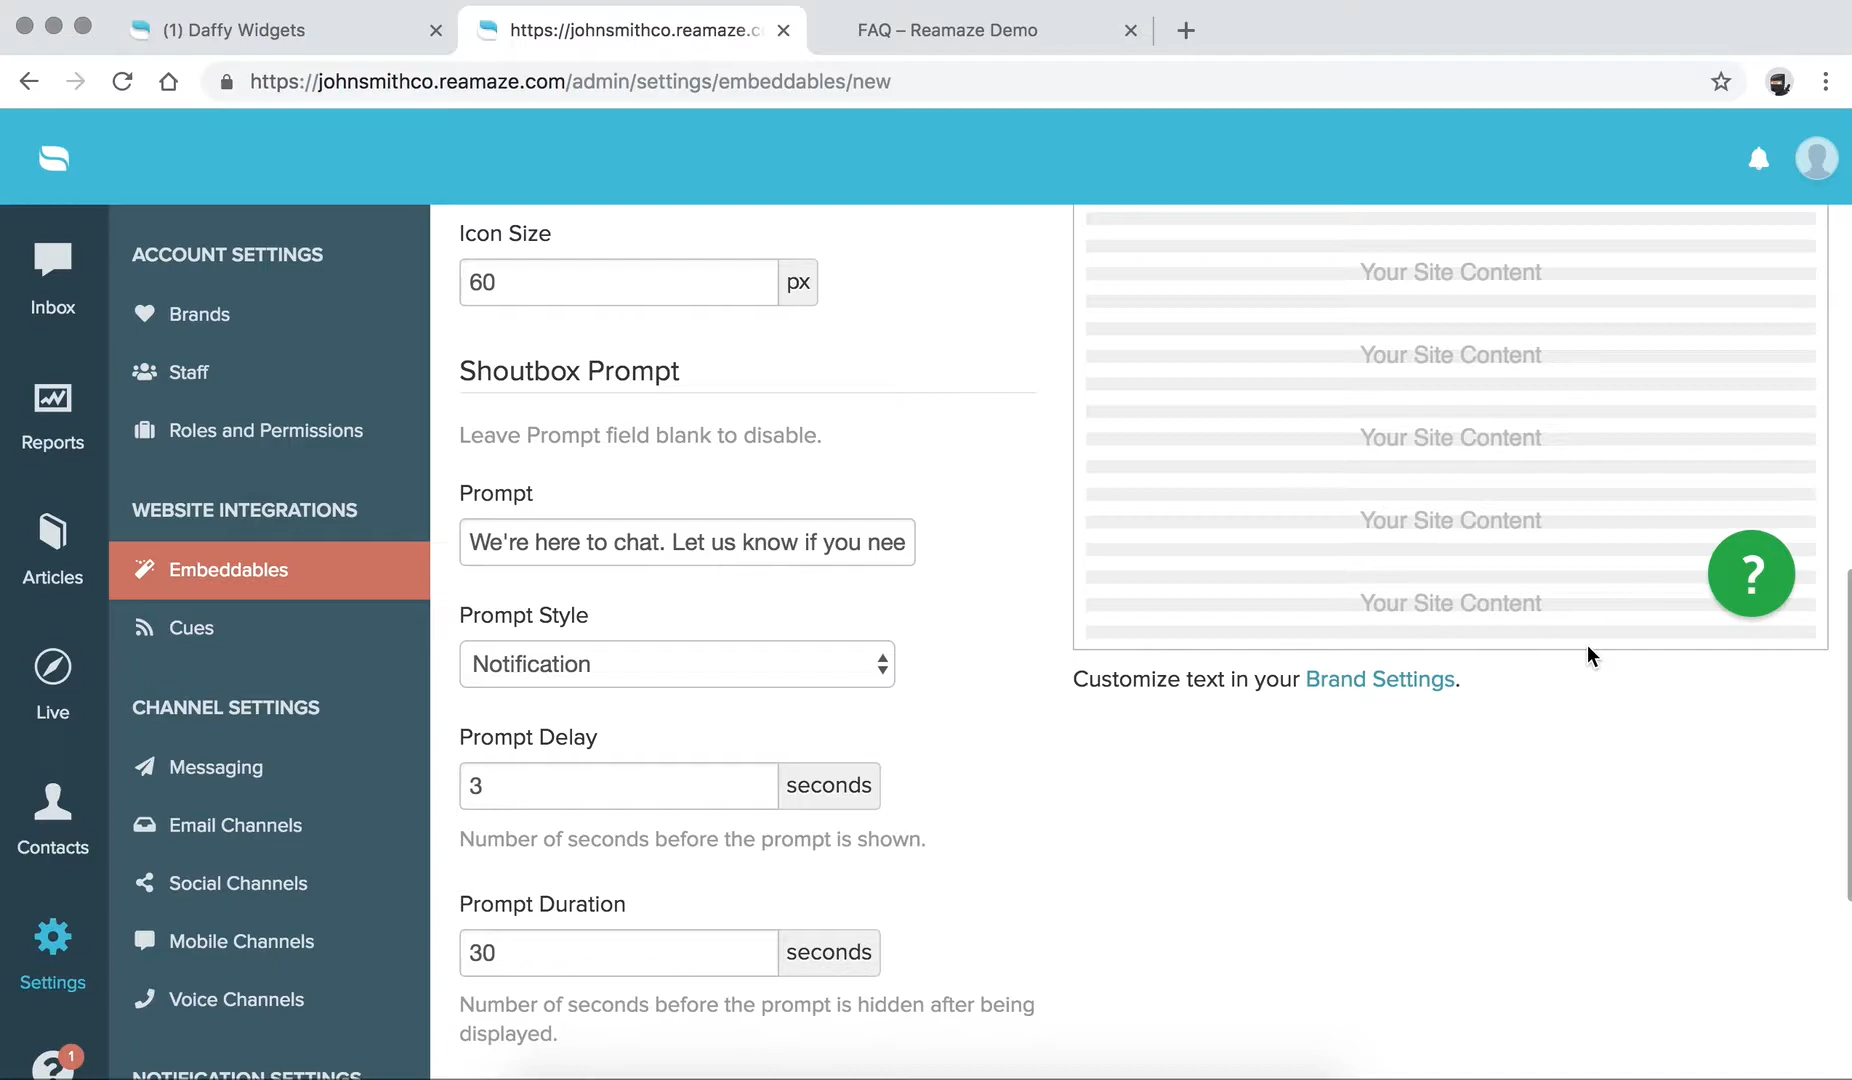 (1) Daffy Widgets
https://johnsmithco.reamaze.c
FAQ – Reamaze Demo
https://johnsmithco.reamaze.com/admin/settings/embeddables/new
Inbox
Reports
Articles
Live
Contacts
Settings
?
1
ACCOUNT SETTINGS
Brands
Staff
Roles and Permissions
WEBSITE INTEGRATIONS
Embeddables
Cues
CHANNEL SETTINGS
Messaging
Email Channels
Social Channels
Mobile Channels
Voice Channels
NOTIFICATION SETTINGS
Icon Size
60 px
Shoutbox Prompt
Leave Prompt field blank to disable.
Prompt
We're here to chat. Let us know if you nee
Prompt Style
Notification
Prompt Delay
3 seconds
Number of seconds before the prompt is shown.
Prompt Duration
30 seconds
Number of seconds before the prompt is hidden after being
displayed.
Your Site Content
Your Site Content
Your Site Content
Your Site Content
Your Site Content
?
Customize text in your Brand Settings.